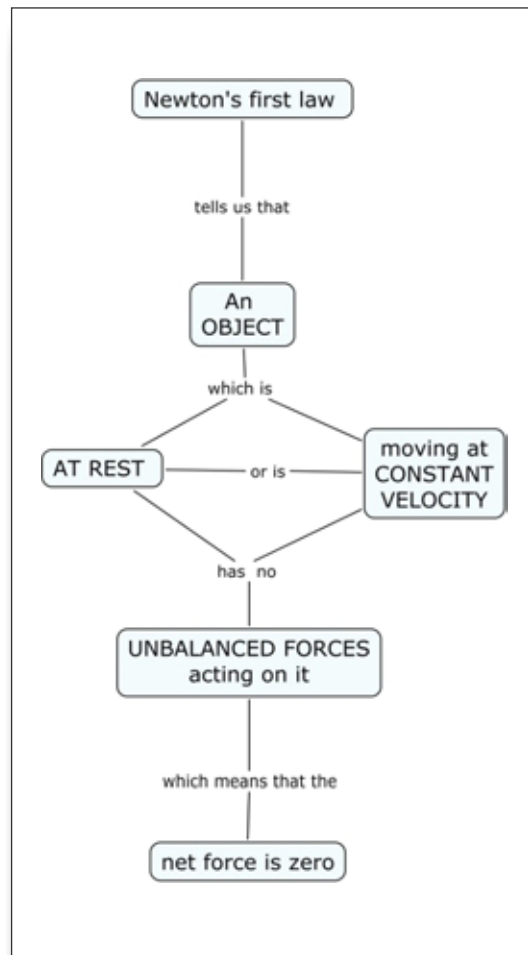 Newton's first law
tells us that
An
OBJECT
which is
AT REST
or is
moving at
CONSTANT
VELOCITY
has no
UNBALANCED FORCES
acting on it
which means that the
net force is zero